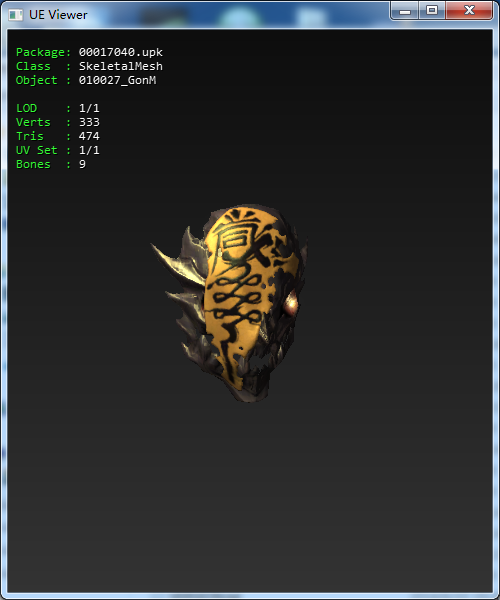 UE Viewer
Package: 00017040.upk
Class : SkeletalMesh
Object : 010027_GonM
LOD : 1/1
Verts : 333
Tris : 474
UV Set : 1/1
Bones : 9